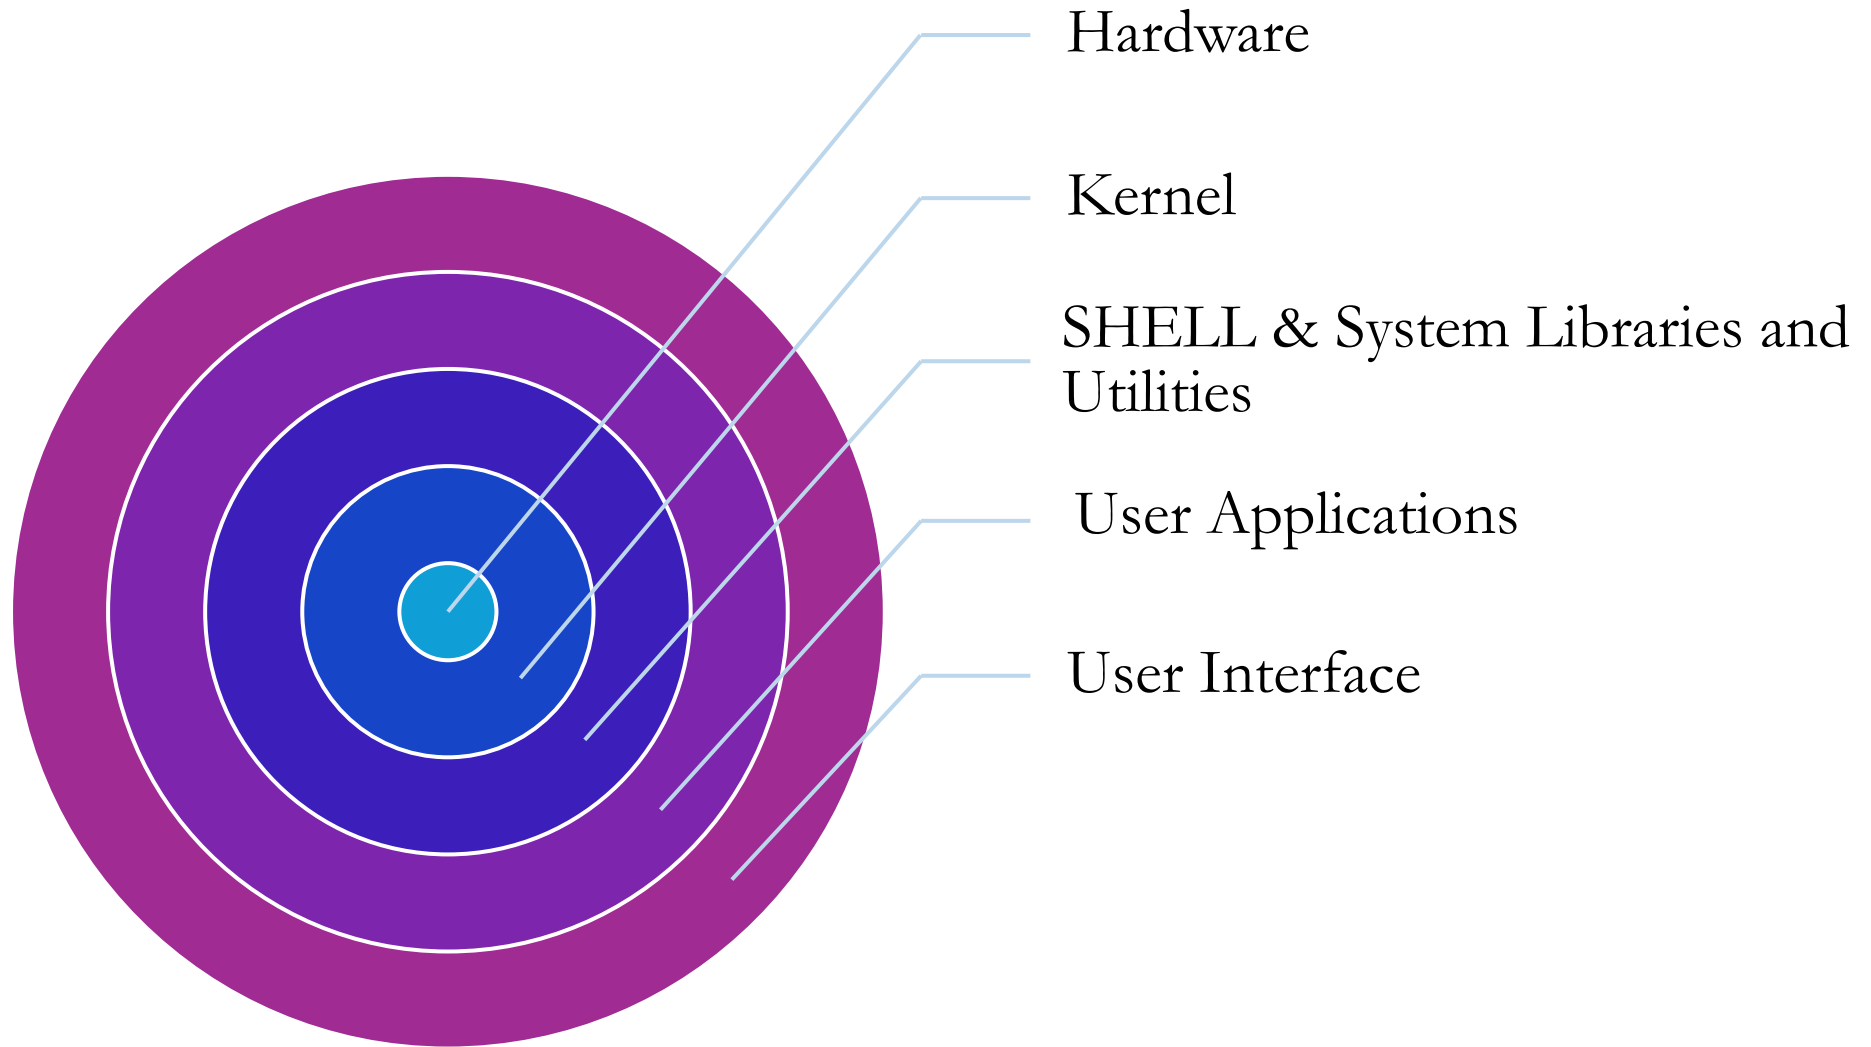 Hardware
Kernel
SHELL & System Libraries and
Utilities
User Applications
User Interface